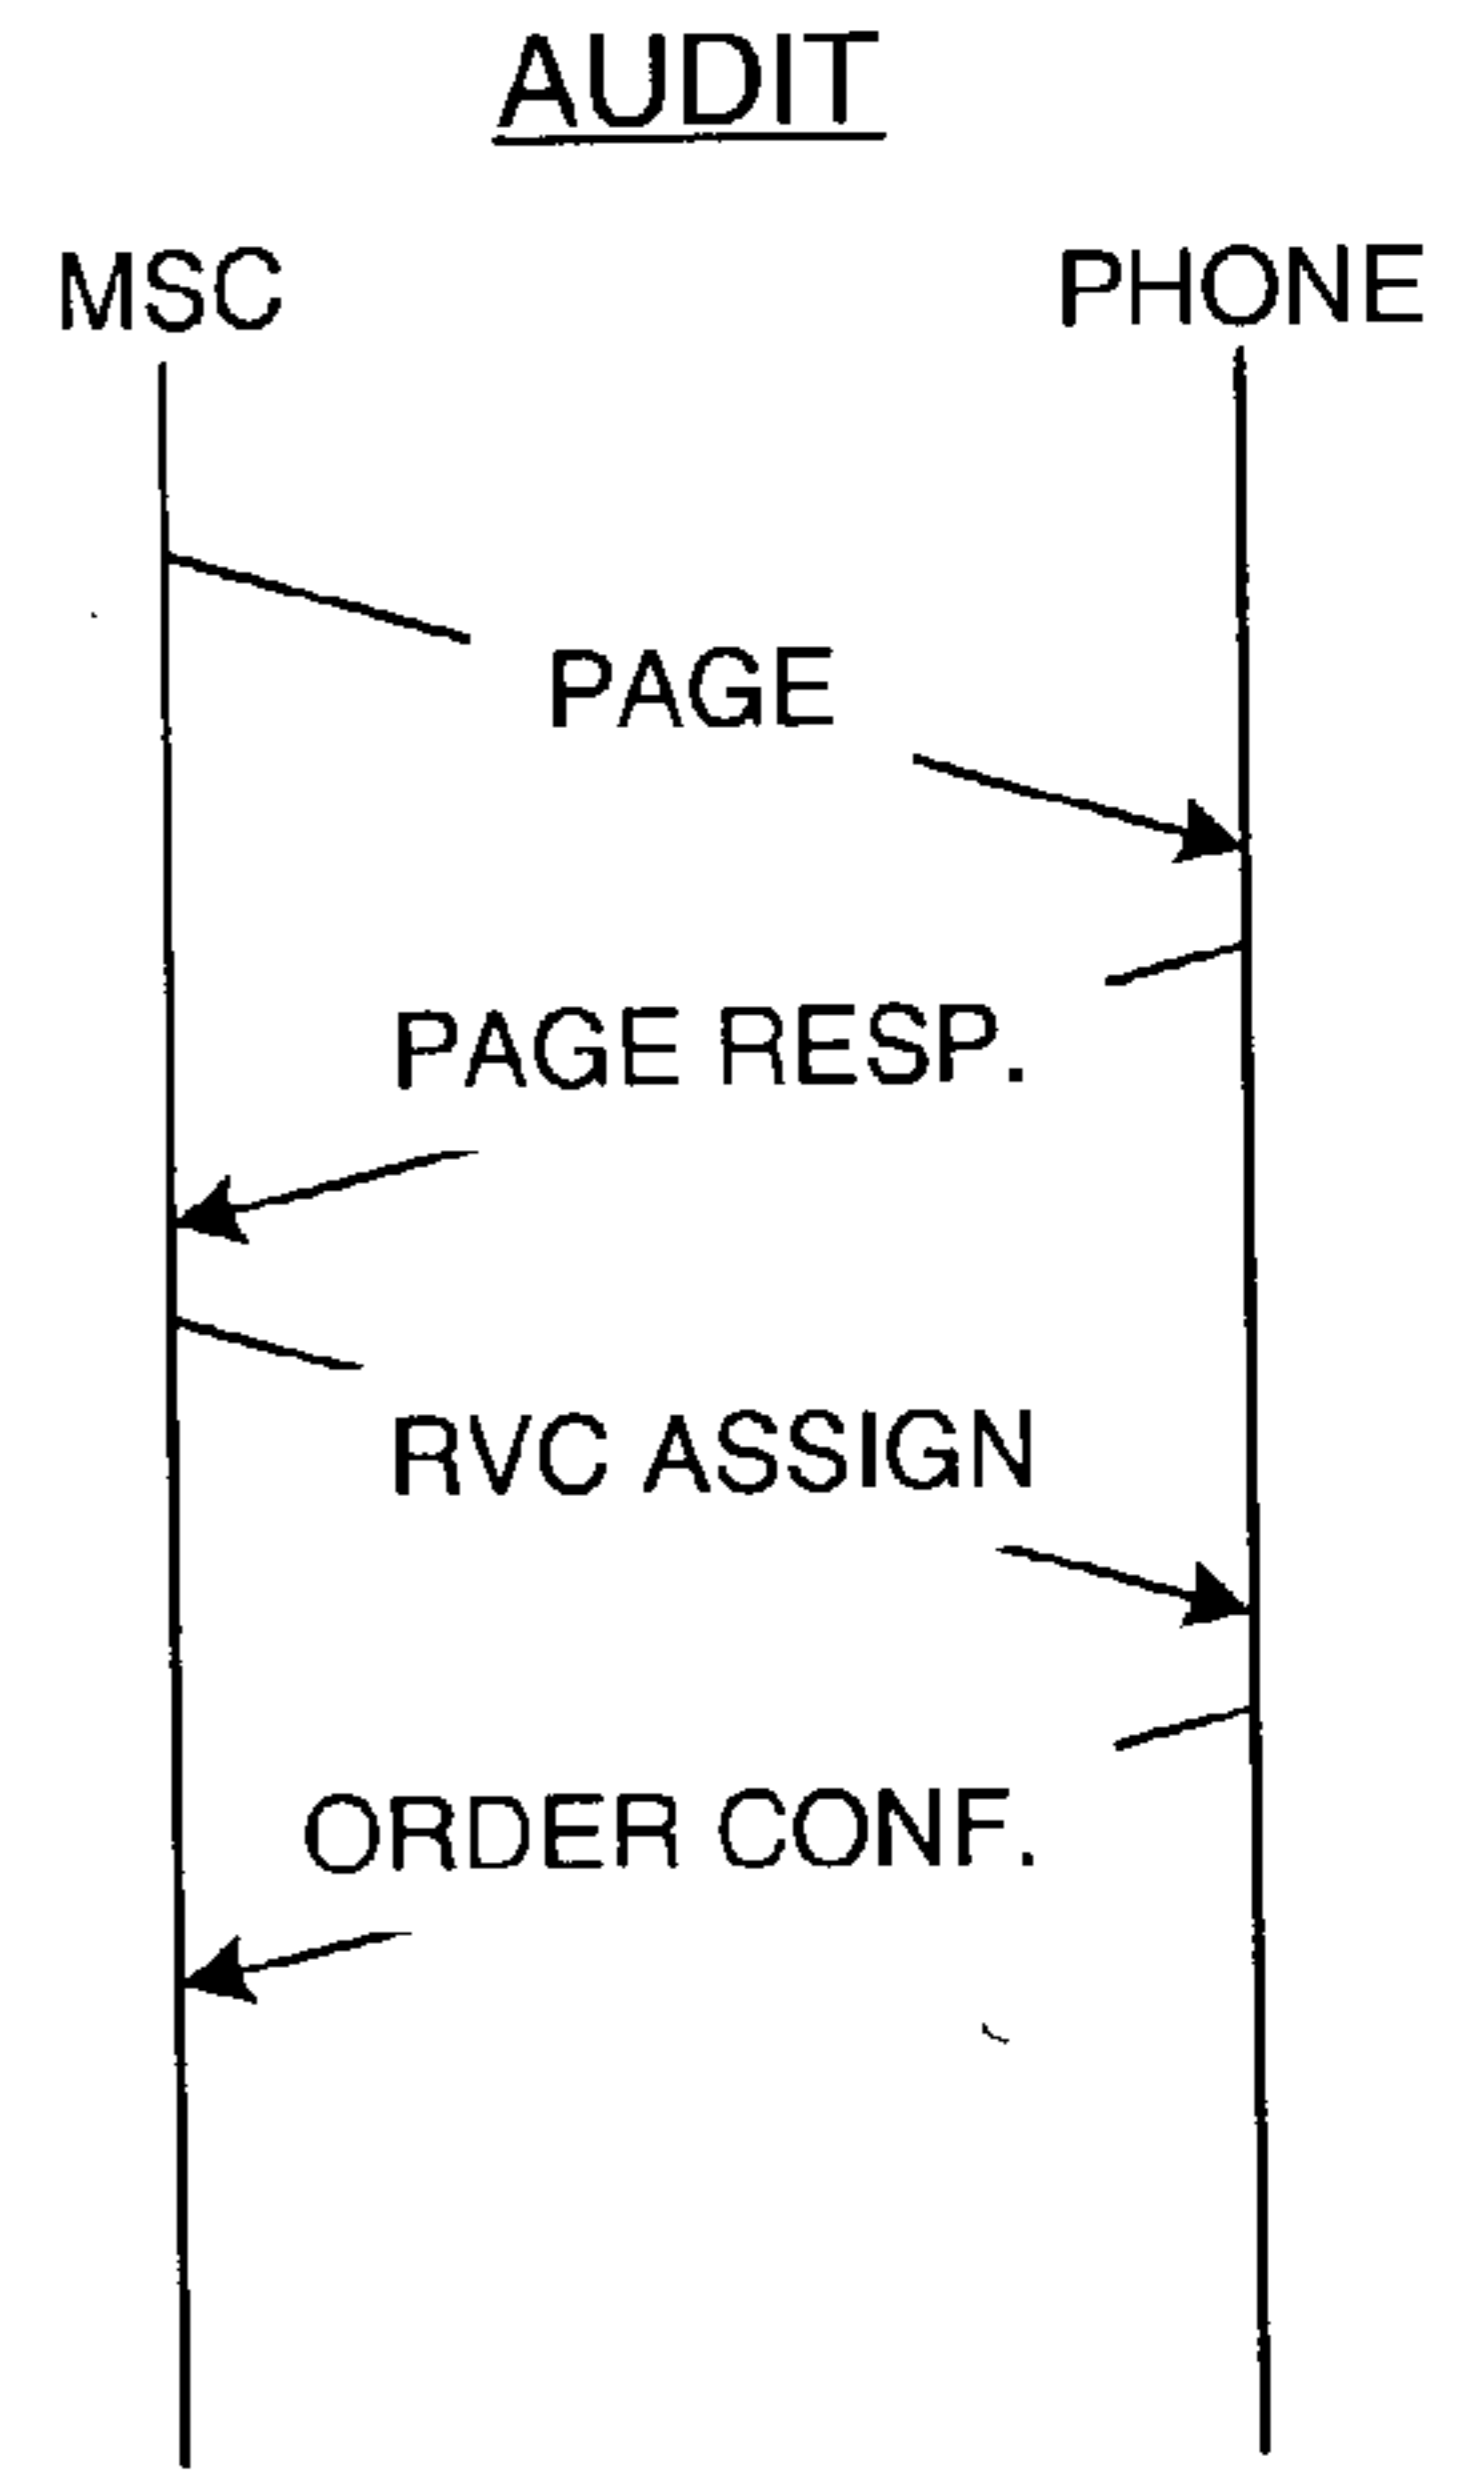 AUDIT
MSC PHONE
PAGE
PAGE RESP.
RVC ASSIGN
ORDER CONF.